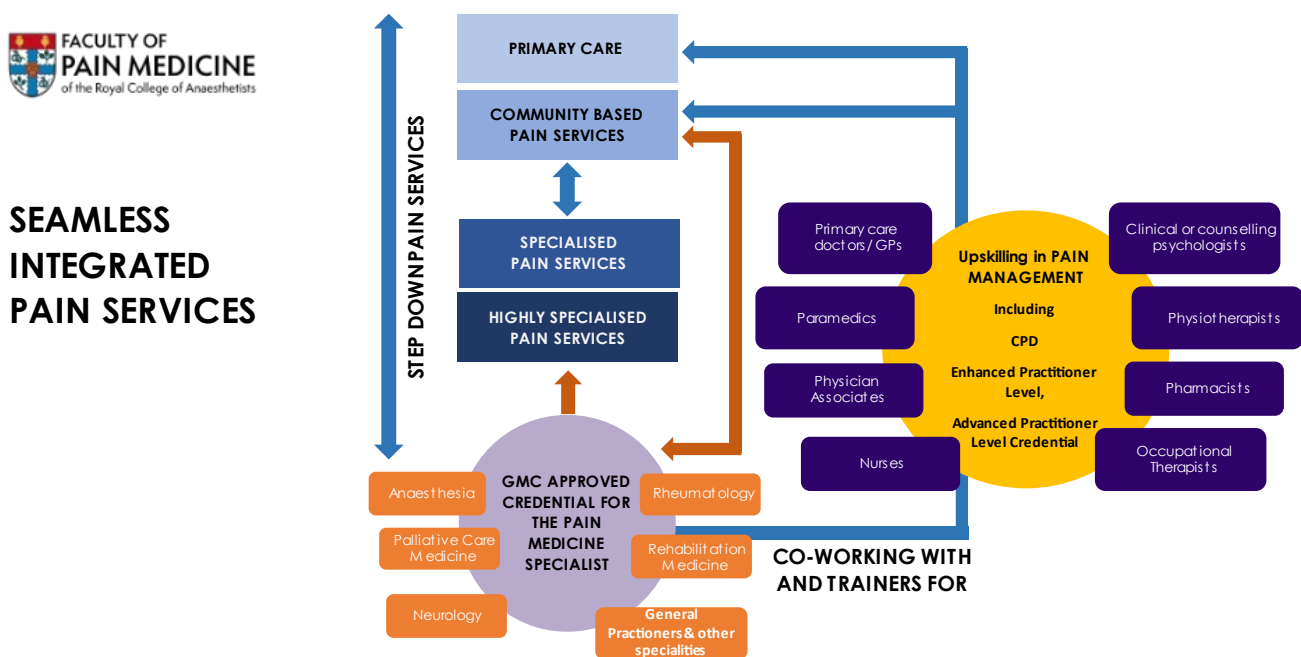 FACULTY OF
PAIN MEDICINE
of the Royal College of Anaesthetists
SEAMLESS
INTEGRATED
PAIN SERVICES
STEP DOWN PAIN SERVICES
PRIMARY CARE
COMMUNITY BASED
PAIN SERVICES
SPECIALISED
PAIN SERVICES
HIGHLY SPECIALISED
PAIN SERVICES
GMC APPROVED
CREDENTIAL FOR
THE PAIN
MEDICINE
SPECIALIST
Anaesthesia
Palliative Care
Medicine
Neurology
Rheumatology
Rehabilitation
Medicine
General
Practioners & other
specialities
CO-WORKING WITH
AND TRAINERS FOR
Upskilling in PAIN
MANAGEMENT
Including
CPD
Enhanced Practitioner
Level,
Advanced Practitioner
Level Credential
Primary care
doctors/ GPs
Paramedics
Physician
Associates
Nurses
Clinical or counselling
psychologists
Physiotherapists
Pharmacists
Occupational
Therapists